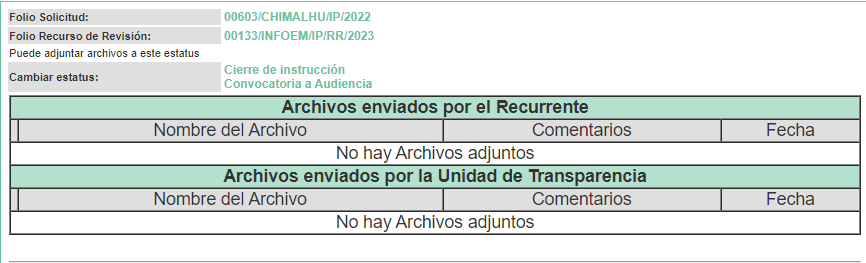 Folio Solicitud: 00603/CHIMALHU/IP/2022
Folio Recurso de Revisión: 00133/INFOEM/IP/RR/2023
Puede adjuntar archivos a este estatus
Cambiar estatus: Cierre de instrucción
Convocatoria a Audiencia
Archivos enviados por el Recurrente
Nombre del Archivo Comentarios Fecha
No hay Archivos adjuntos
Archivos enviados por la Unidad de Transparencia
Nombre del Archivo Comentarios Fecha
No hay Archivos adjuntos